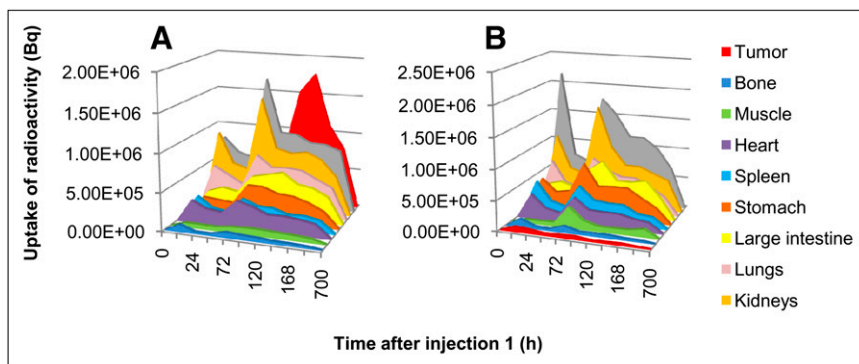 A
B
Uptake of radioactivity (Bq)
2.00E+06
1.50E+06
1.00E+06
5.00E+05
0.00E+00
0
24
72
120
168
700
2.50E+06
2.00E+06
1.50E+06
1.00E+06
5.00E+05
0.00E+00
0
24
72
120
168
700
Tumor
Bone
Muscle
Heart
Spleen
Stomach
Large intestine
Lungs
Kidneys
Time after injection 1 (h)